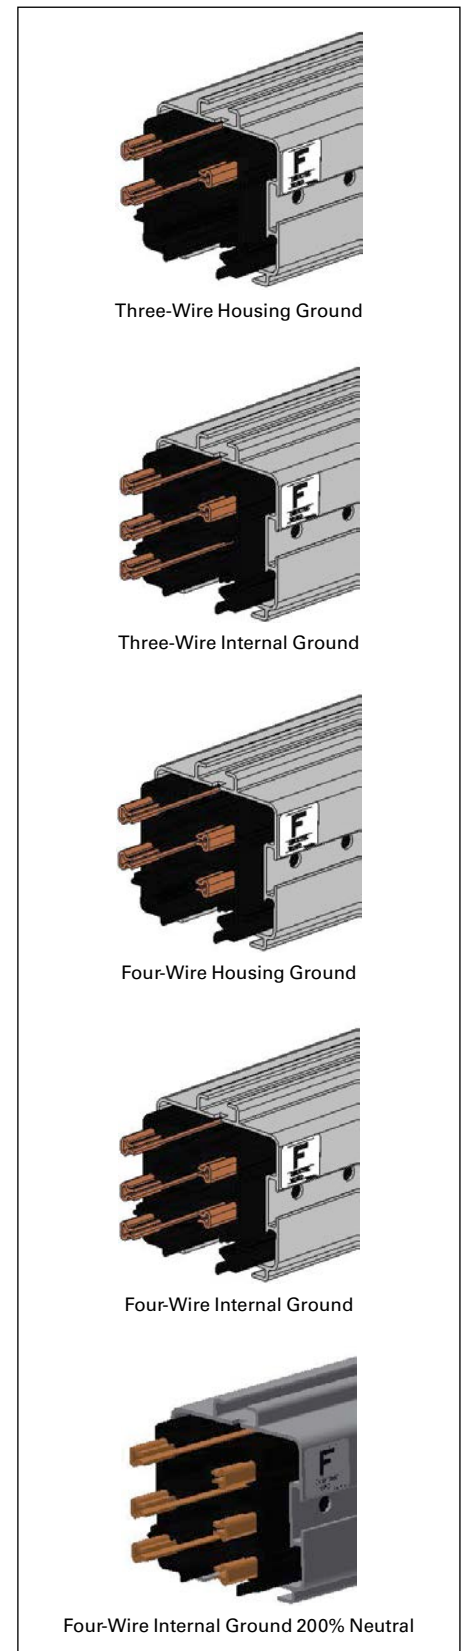 F
Three-Wire Housing Ground
F
Three-Wire Internal Ground
F
Four-Wire Housing Ground
F
Four-Wire Internal Ground
F
Four-Wire Internal Ground 200% Neutral